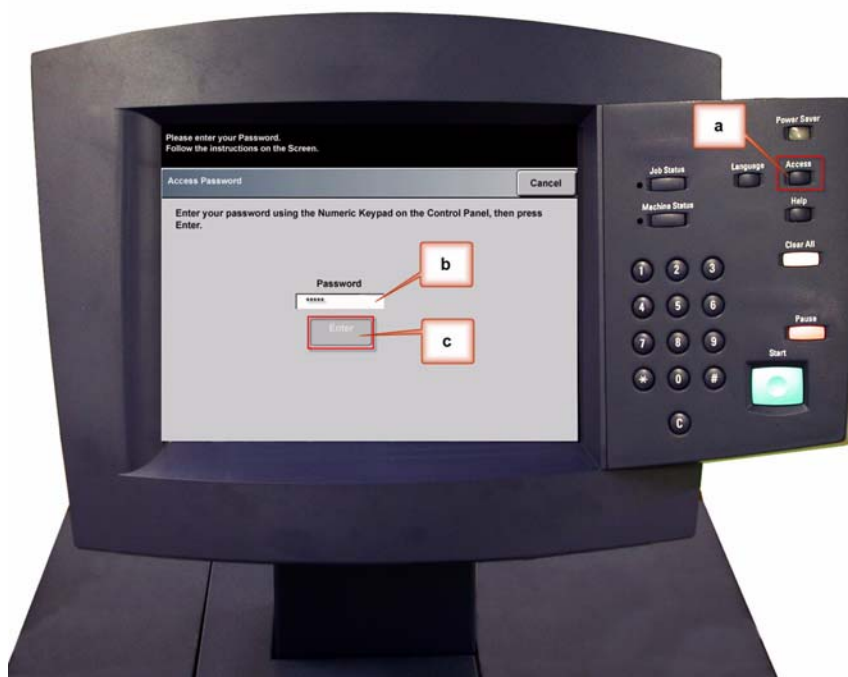 Please enter your Password.
Follow the instructions on the Screen.
Access Password
Cancel
Enter your password using the Numeric Keypad on the Control Panel, then press
Enter.
Password
*****
Enter
a
b
c
Power Saver
Job Status
Language
Access
Machine Status
Help
Clear All
1 2 3
4 5 6
7 8 9
* 0 #
C
Pause
Start